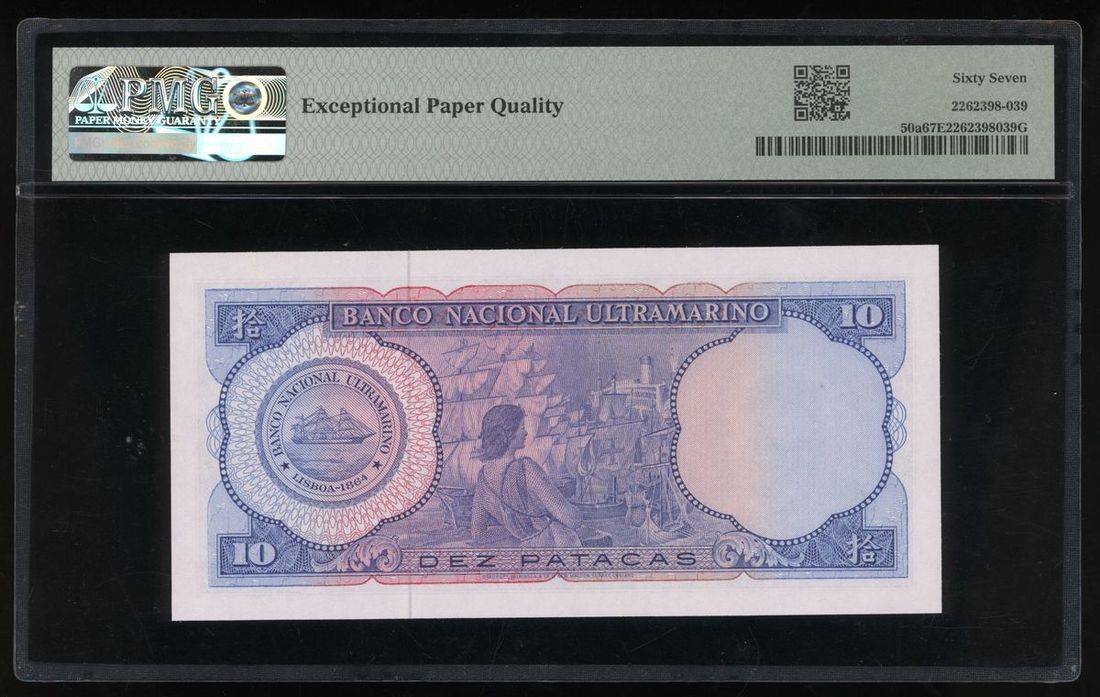 PMG
PAPER MONEY GUARANTY
Exceptional Paper Quality
Sixty Seven
2262398-039
50a67E2262398039G
拾
BANCO NACIONAL ULTRAMARINO
10
BANCO NACIONAL ULTRAMARINO
LISBOA-1864
10
DEZ PATACAS
拾